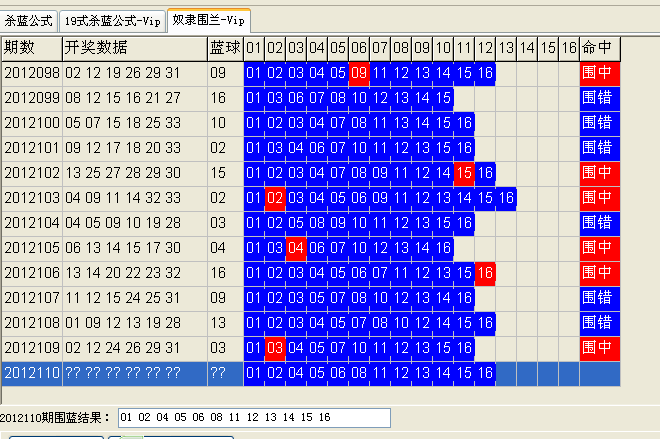 杀蓝公式 19式杀蓝公式-Vip 奴隶围兰-Vip
期数 开奖数据 蓝球 01 02 03 04 05 06 07 08 09 10 11 12 13 14 15 16 命中
2012098 02 12 19 26 29 31 09 01 02 03 04 05 09 11 12 13 14 15 16 围中
2012099 08 12 15 16 21 27 16 01 03 06 07 08 10 12 13 14 15 围错
2012100 05 07 15 18 25 33 10 01 02 03 04 07 08 11 13 14 15 16 围错
2012101 09 12 17 18 20 33 02 01 03 04 06 07 10 11 12 13 15 16 围错
2012102 13 25 27 28 29 30 15 01 02 03 04 07 08 09 11 12 14 15 16 围中
2012103 04 09 11 14 32 33 02 01 02 03 04 05 06 09 11 12 13 14 15 16 围中
2012104 04 05 09 10 19 28 03 01 02 05 08 09 10 11 12 13 15 16 围错
2012105 06 13 14 15 17 30 04 01 03 04 06 07 10 12 13 14 16 围中
2012106 13 14 20 22 23 32 16 01 02 03 04 05 06 07 11 12 13 15 16 围中
2012107 11 12 15 24 25 31 09 01 02 03 05 07 08 10 12 13 14 16 围错
2012108 01 09 12 13 19 28 13 01 02 03 04 05 07 08 10 12 14 15 16 围错
2012109 02 12 24 26 29 31 03 01 03 04 05 07 08 10 11 12 13 16 围中
2012110 ?? ?? ?? ?? ?? ?? ?? 01 02 04 05 06 08 11 12 13 14 15 16
2012110期围蓝结果: 01 02 04 05 06 08 11 12 13 14 15 16